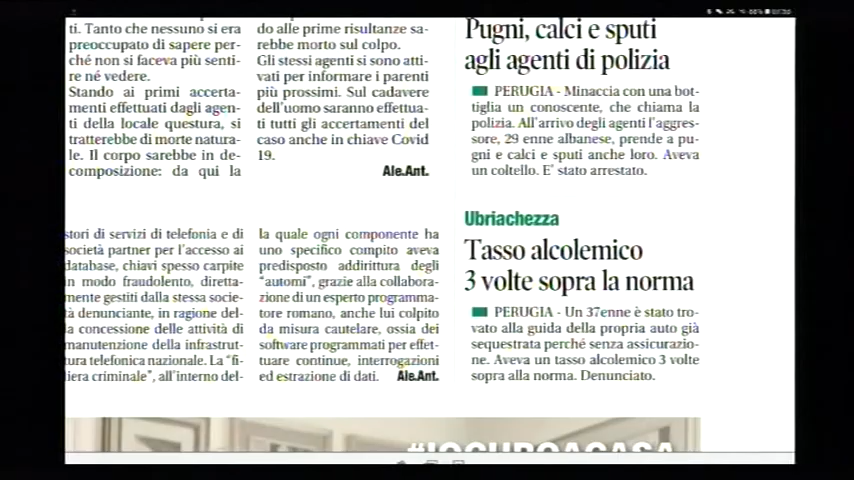 ti. Tanto che nessuno si era
preoccupato di sapere per-
ché non si faceva più senti-
re né vedere.
Stando ai primi accerta-
menti effettuati dagli agen-
ti della locale questura, si
tratterebbe di morte natura-
le. Il corpo sarebbe in de-
composizione: da qui la
do alle prime risultanze sa-
rebbe morto sul colpo.
Gli stessi agenti si sono atti-
vati per informare i parenti
più prossimi. Sul cadavere
dell'uomo saranno effettua-
ti tutti gli accertamenti del
caso anche in chiave Covid
19.
Ale.Ant.
Pugni, calci e sputi
agli agenti di polizia
PERUGIA - Minaccia con una bot-
tiglia un conoscente, che chiama la
polizia. All'arrivo degli agenti l'aggres-
sore, 29 enne albanese, prende a pu-
gni e calci e sputi anche loro. Aveva
un coltello. E' stato arrestato.
stori di servizi di telefonia e di
società partner per l'accesso ai
database, chiavi spesso carpite
in modo fraudolento, diretta-
mente gestiti dalla stessa socie-
tà denunciante, in ragione del-
la concessione delle attività di
manutenzione della infrastrut-
tura telefonica nazionale. La “fi-
liera criminale”, all'interno del-
la quale ogni componente ha
uno specifico compito aveva
predisposto addirittura degli
“automi”, grazie alla collabora-
zione di un esperto programma-
tore romano, anche lui colpito
da misura cautelare, ossia dei
software programmati per effet-
tuare continue, interrogazioni
ed estrazione di dati. Ale.Ant.
Ubriachezza
Tasso alcolemico
3 volte sopra la norma
PERUGIA - Un 37enne è stato tro-
vato alla guida della propria auto già
sequestrata perché senza assicurazio-
ne. Aveva un tasso alcolemico 3 volte
sopra alla norma. Denunciato.
#IOCUROACASA